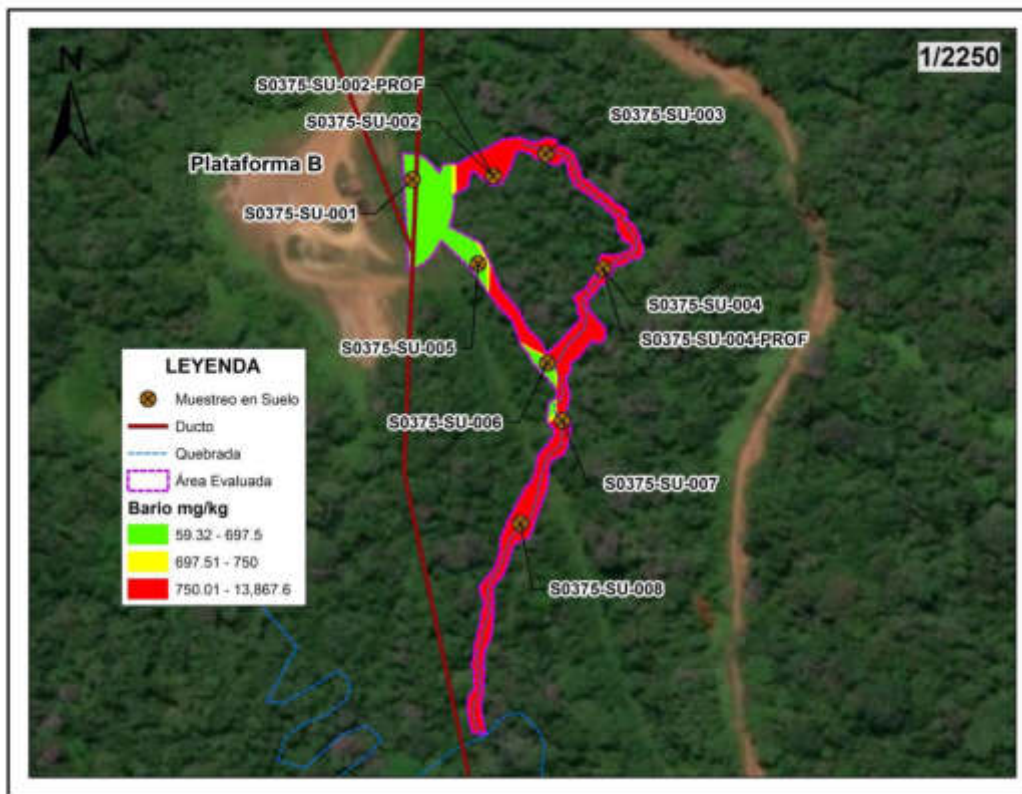 N
1/2250
S0375-SU-002-PROF
S0375-SU-002
S0375-SU-003
Plataforma B
S0375-SU-001
S0375-SU-004
S0375-SU-004-PROF
S0375-SU-005
S0375-SU-006
S0375-SU-007
S0375-SU-008
LEYENDA
Muestreo en Suelo
Ducto
Quebrada
Área Evaluada
Bario mg/kg
59.32 - 697.5
697.51 - 750
750.01 - 13,867.6